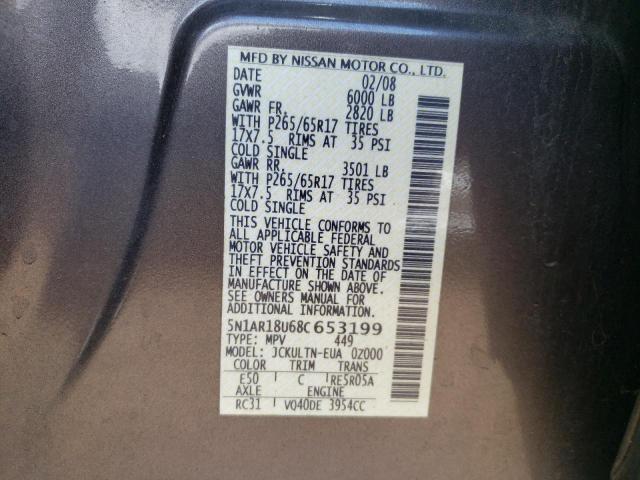 MFD BY NISSAN MOTOR CO., LTD.
DATE 02/08
GVWR 6000 LB
GAWR FR. 2820 LB
WITH P265/65R17 TIRES
17X7.5 RIMS AT 35 PSI
COLD SINGLE
GAWR RR. 3501 LB
WITH P265/65R17 TIRES
17X7.5 RIMS AT 35 PSI
COLD SINGLE
THIS VEHICLE CONFORMS TO
ALL APPLICABLE FEDERAL
MOTOR VEHICLE SAFETY AND
THEFT PREVENTION STANDARDS
IN EFFECT ON THE DATE OF
MANUFACTURE SHOWN ABOVE.
SEE OWNERS MANUAL FOR
ADDITIONAL INFORMATION.
5N1AR18U68C653199
TYPE: MPV 449
MODEL: JCKULTN-EUA 0Z000
COLOR TRIM TRANS
E50 C RE5R05A
AXLE ENGINE
RC31 VQ40DE 3954CC